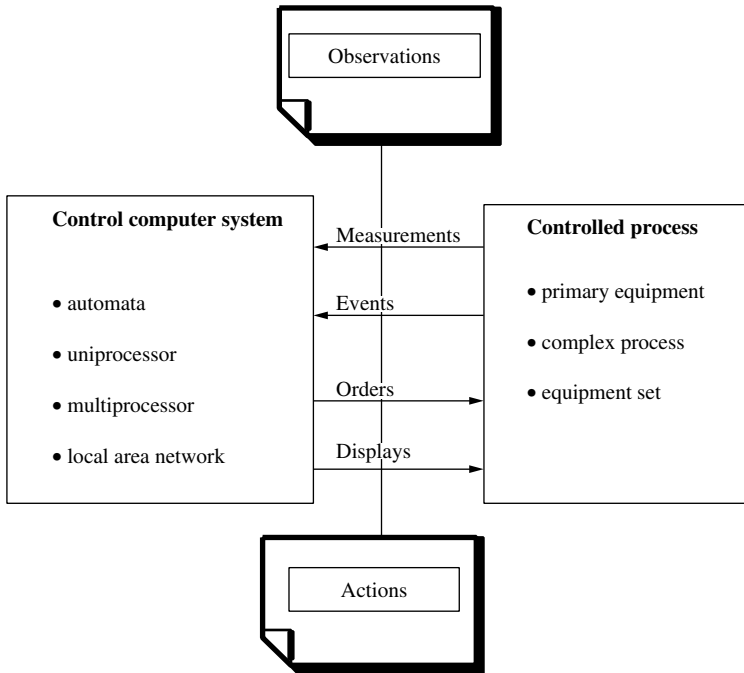 Observations
Control computer system
• automata
• uniprocessor
• multiprocessor
• local area network
Measurements
Events
Orders
Displays
Controlled process
• primary equipment
• complex process
• equipment set
Actions